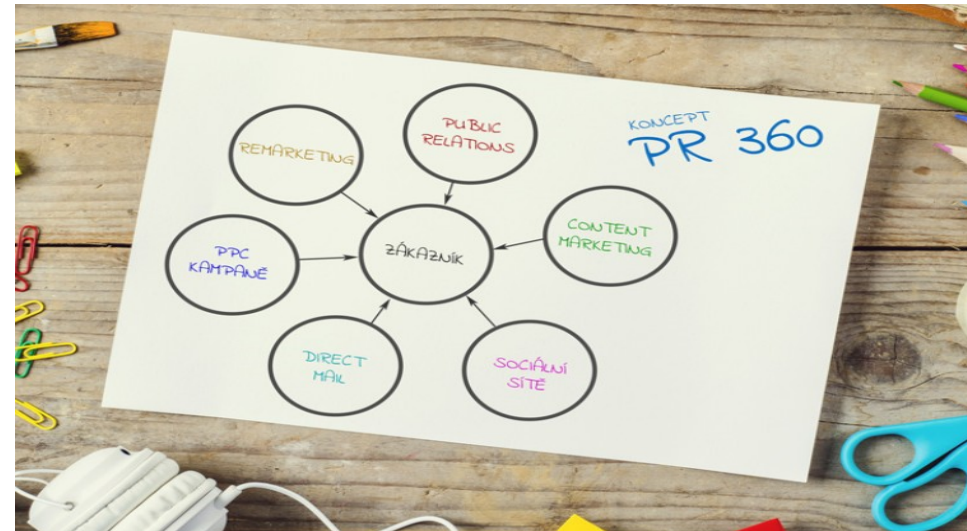 KONCEPT
PR 360
PUBLIC
RELATIONS
REMARKETING
CONTENT
MARKETING
ZÁKAZNÍK
PPC
KAMPANĚ
DIRECT
MAIL
SOCIÁLNÍ
SÍTĚ